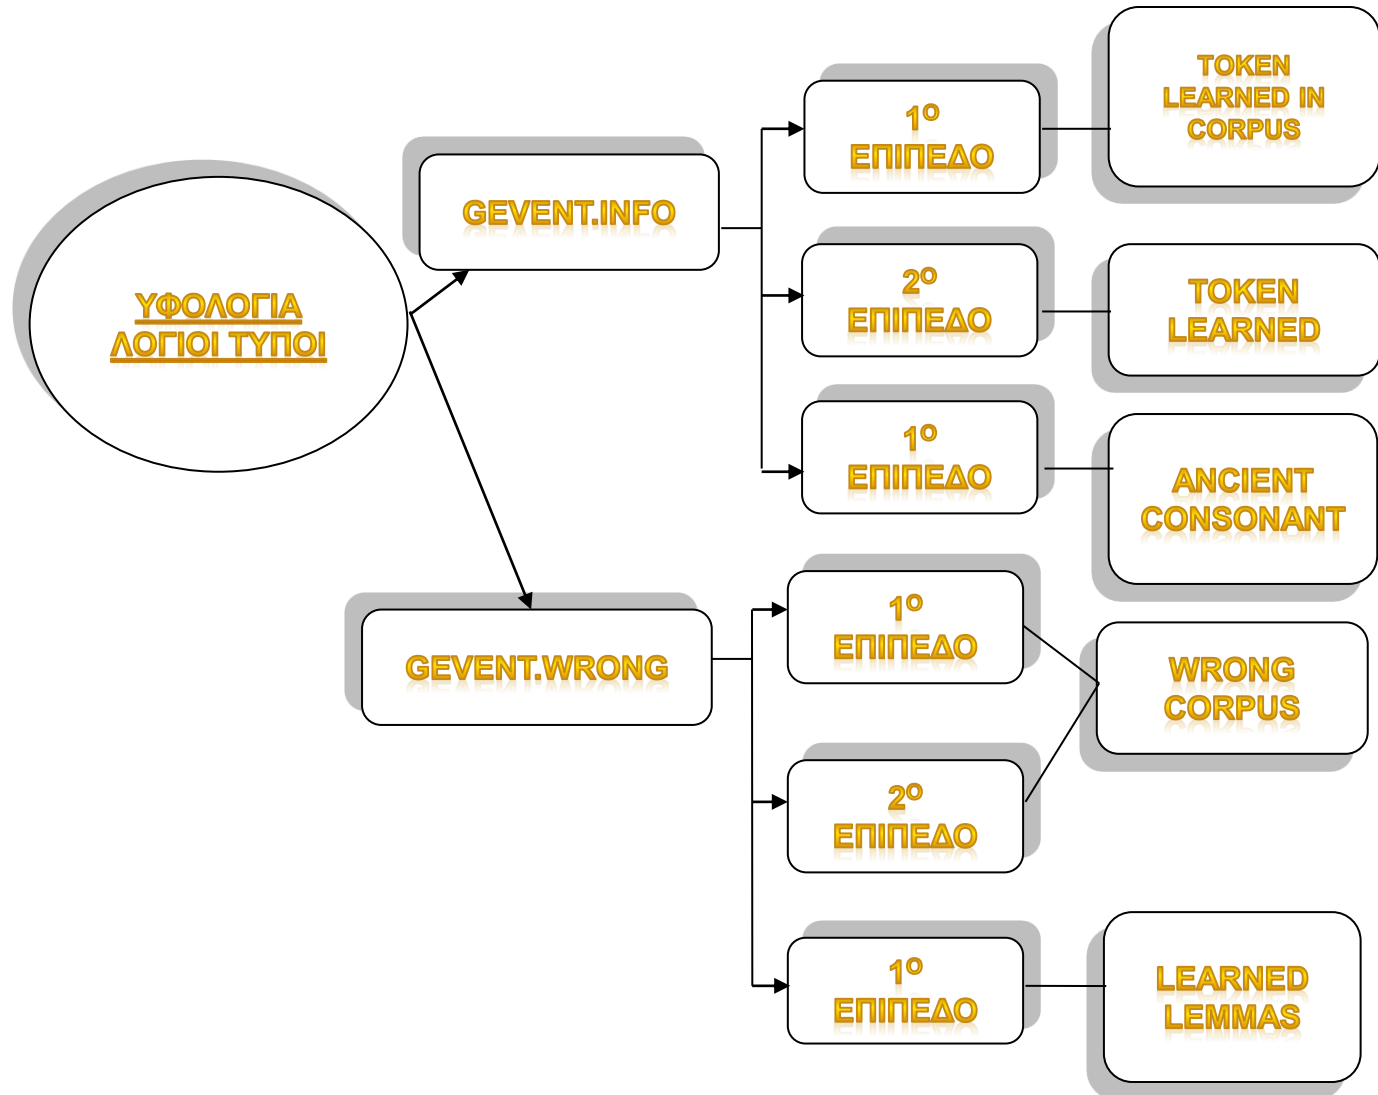 ΥΦΟΛΟΓΙΑ
ΛΟΓΙΟΙ ΤΥΠΟΙ
GEVENT.INFO
1Ο
ΕΠΙΠΕΔΟ
TOKEN
LEARNED IN
CORPUS
2Ο
ΕΠΙΠΕΔΟ
TOKEN
LEARNED
1Ο
ΕΠΙΠΕΔΟ
ANCIENT
CONSONANT
GEVENT.WRONG
1Ο
ΕΠΙΠΕΔΟ
WRONG
CORPUS
2Ο
ΕΠΙΠΕΔΟ
1Ο
ΕΠΙΠΕΔΟ
LEARNED
LEMMAS